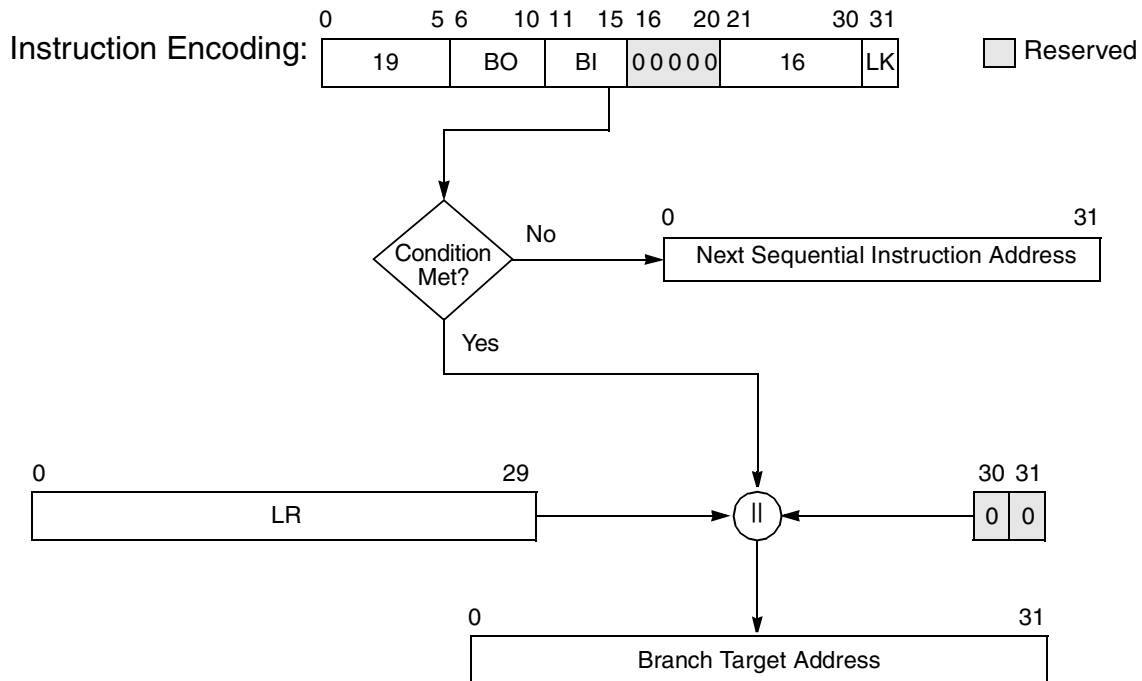 0 5 6 10 11 15 16 20 21 30 31
Instruction Encoding: 19 BO BI 0 0 0 0 0 16 LK Reserved
Condition Met?
No
0 31
Next Sequential Instruction Address
Yes
0 29
LR
||
30 31
0 0
0 31
Branch Target Address